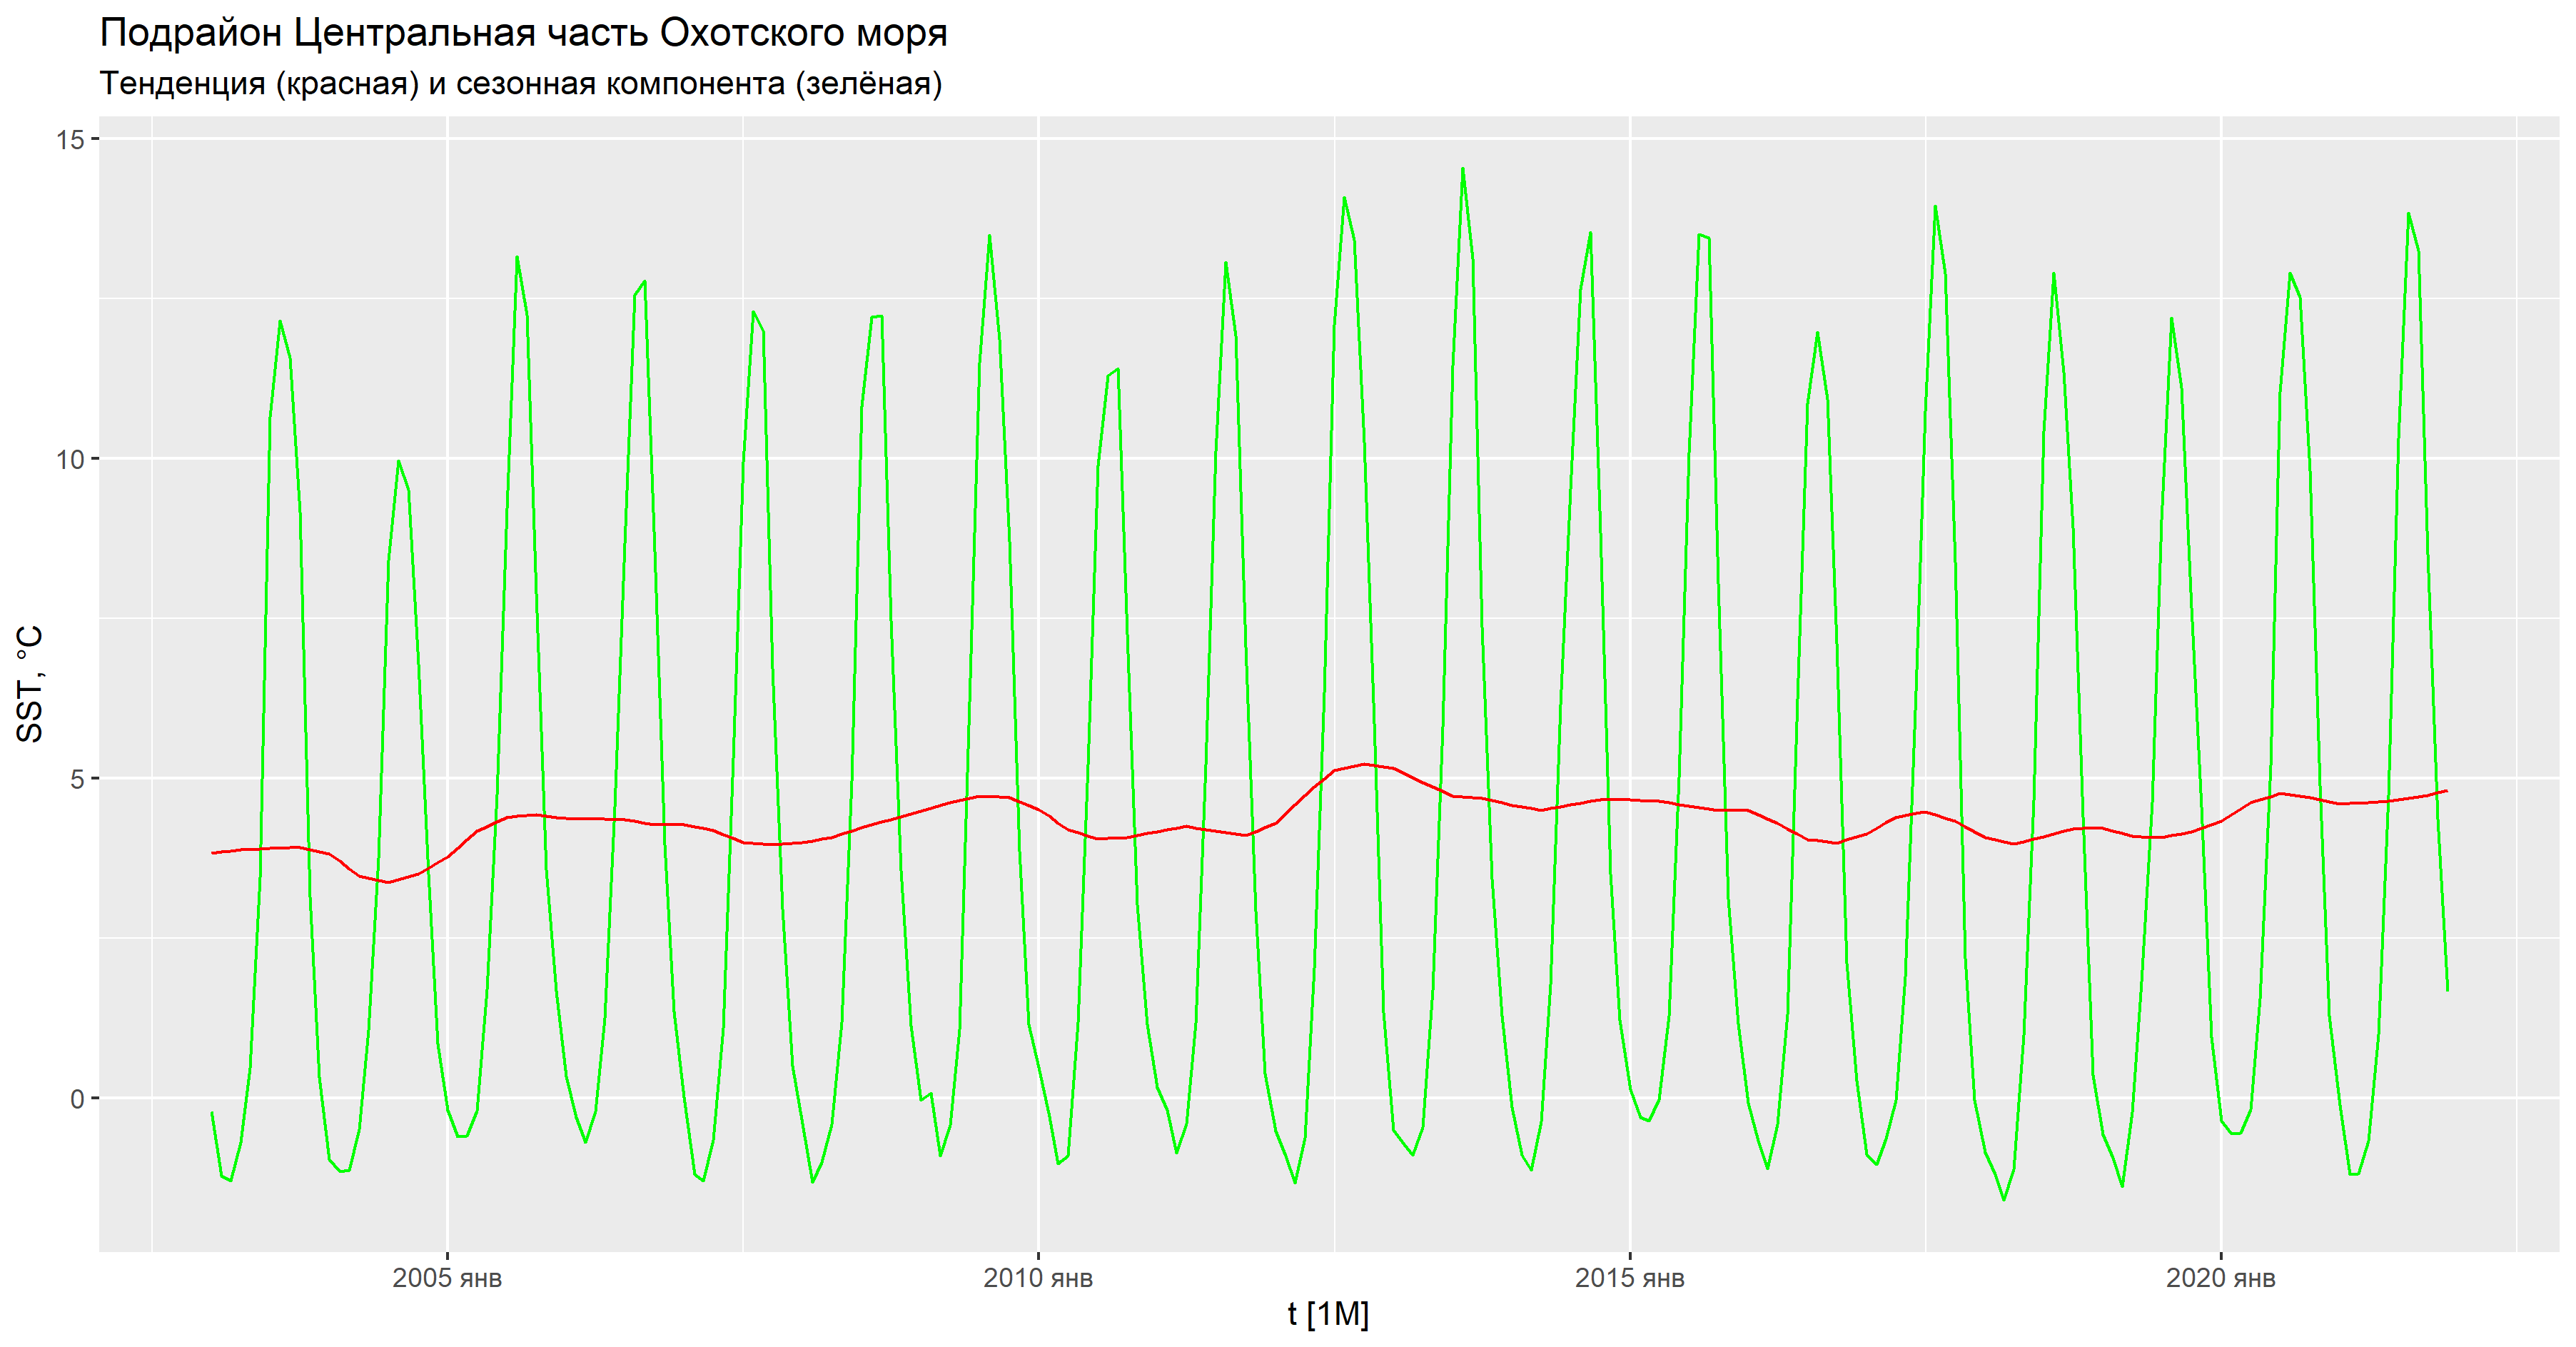 Подрайон Центральная часть Охотского моря
Тенденция (красная) и сезонная компонента (зелёная)
15
10
5
0
SST, °C
2005 янв
2010 янв
2015 янв
2020 янв
t [1M]